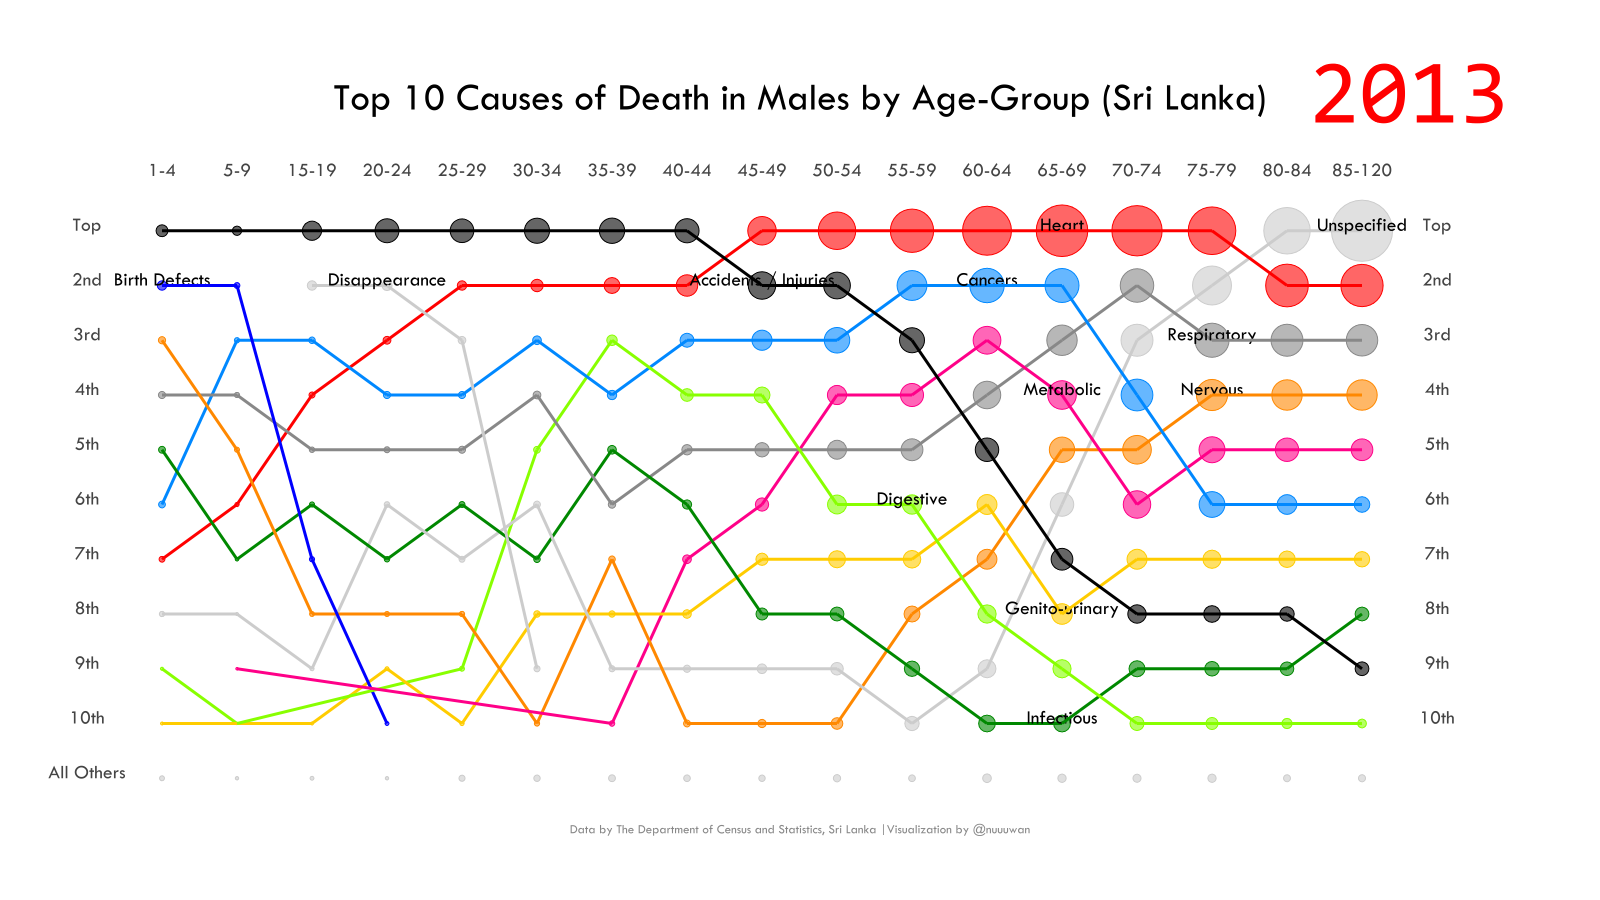 Top 10 Causes of Death in Males by Age-Group (Sri Lanka) 2013
1-4 5-9 15-19 20-24 25-29 30-34 35-39 40-44 45-49 50-54 55-59 60-64 65-69 70-74 75-79 80-84 85-120
Top Heart Unspecified Top
2nd Birth Defects Disappearance Accidents / Injuries Cancers 2nd
3rd Respiratory 3rd
4th Metabolic Nervous 4th
5th 5th
6th Digestive 6th
7th 7th
8th Genito-urinary 8th
9th 9th
10th Infectious 10th
All Others
Data by The Department of Census and Statistics, Sri Lanka | Visualization by @nuuuwan